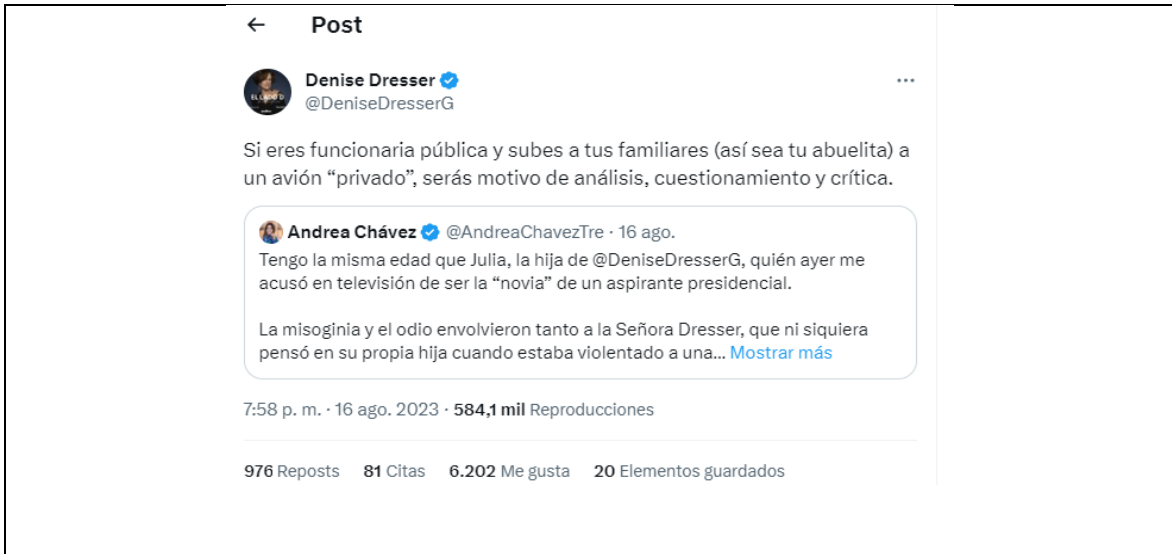 Post
Denise Dresser
@DeniseDresserG
Si eres funcionaria pública y subes a tus familiares (así sea tu abuelita) a
un avión “privado”, serás motivo de análisis, cuestionamiento y crítica.
Andrea Chávez @AndreaChavezTre · 16 ago.
Tengo la misma edad que Julia, la hija de @DeniseDresserG, quién ayer me
acusó en televisión de ser la “novia” de un aspirante presidencial.
La misoginia y el odio envolvieron tanto a la Señora Dresser, que ni siquiera
pensó en su propia hija cuando estaba violentado a una... Mostrar más
7:58 p. m. · 16 ago. 2023 · 584,1 mil Reproducciones
976 Reposts 81 Citas 6.202 Me gusta 20 Elementos guardados